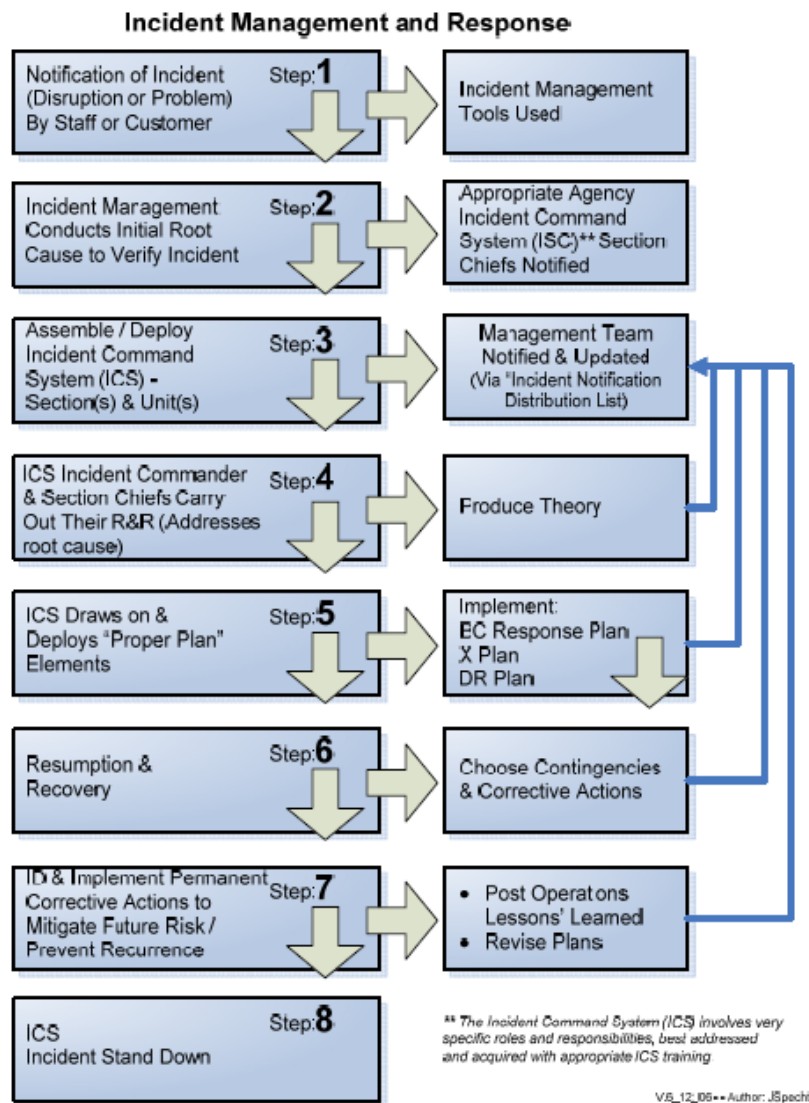 Incident Management and Response
Notification of Incident
(Disruption or Problem)
By Staff or Customer
Step:1
Incident Management
Tools Used
Incident Management
Conducts Initial Root
Cause to Verify Incident
Step:2
Appropriate Agency
Incident Command
System (ISC)** Section
Chiefs Notified
Assemble / Deploy
Incident Command
System (ICS) -
Section(s) & Unit(s)
Step:3
Management Team
Notified & Updated
(Via "Incident Notification
Distribution List)
ICS Incident Commander
& Section Chiefs Carry
Out Their R&R (Addresses
root cause)
Step:4
Produce Theory
ICS Draws on &
Deploys "Proper Plan"
Elements
Step:5
Implement:
EC Response Plan
X Plan
DR Plan
Resumption &
Recovery
Step:6
Choose Contingencies
& Corrective Actions
ID & Implement Permanent
Corrective Actions to
Mitigate Future Risk /
Prevent Recurrence
Step:7
• Post Operations
Lessons' Learned
• Revise Plans
ICS
Incident Stand Down
Step:8
** The Incident Command System (ICS) involves very
specific roles and responsibilities, best addressed
and acquired with appropriate ICS training.
Author: